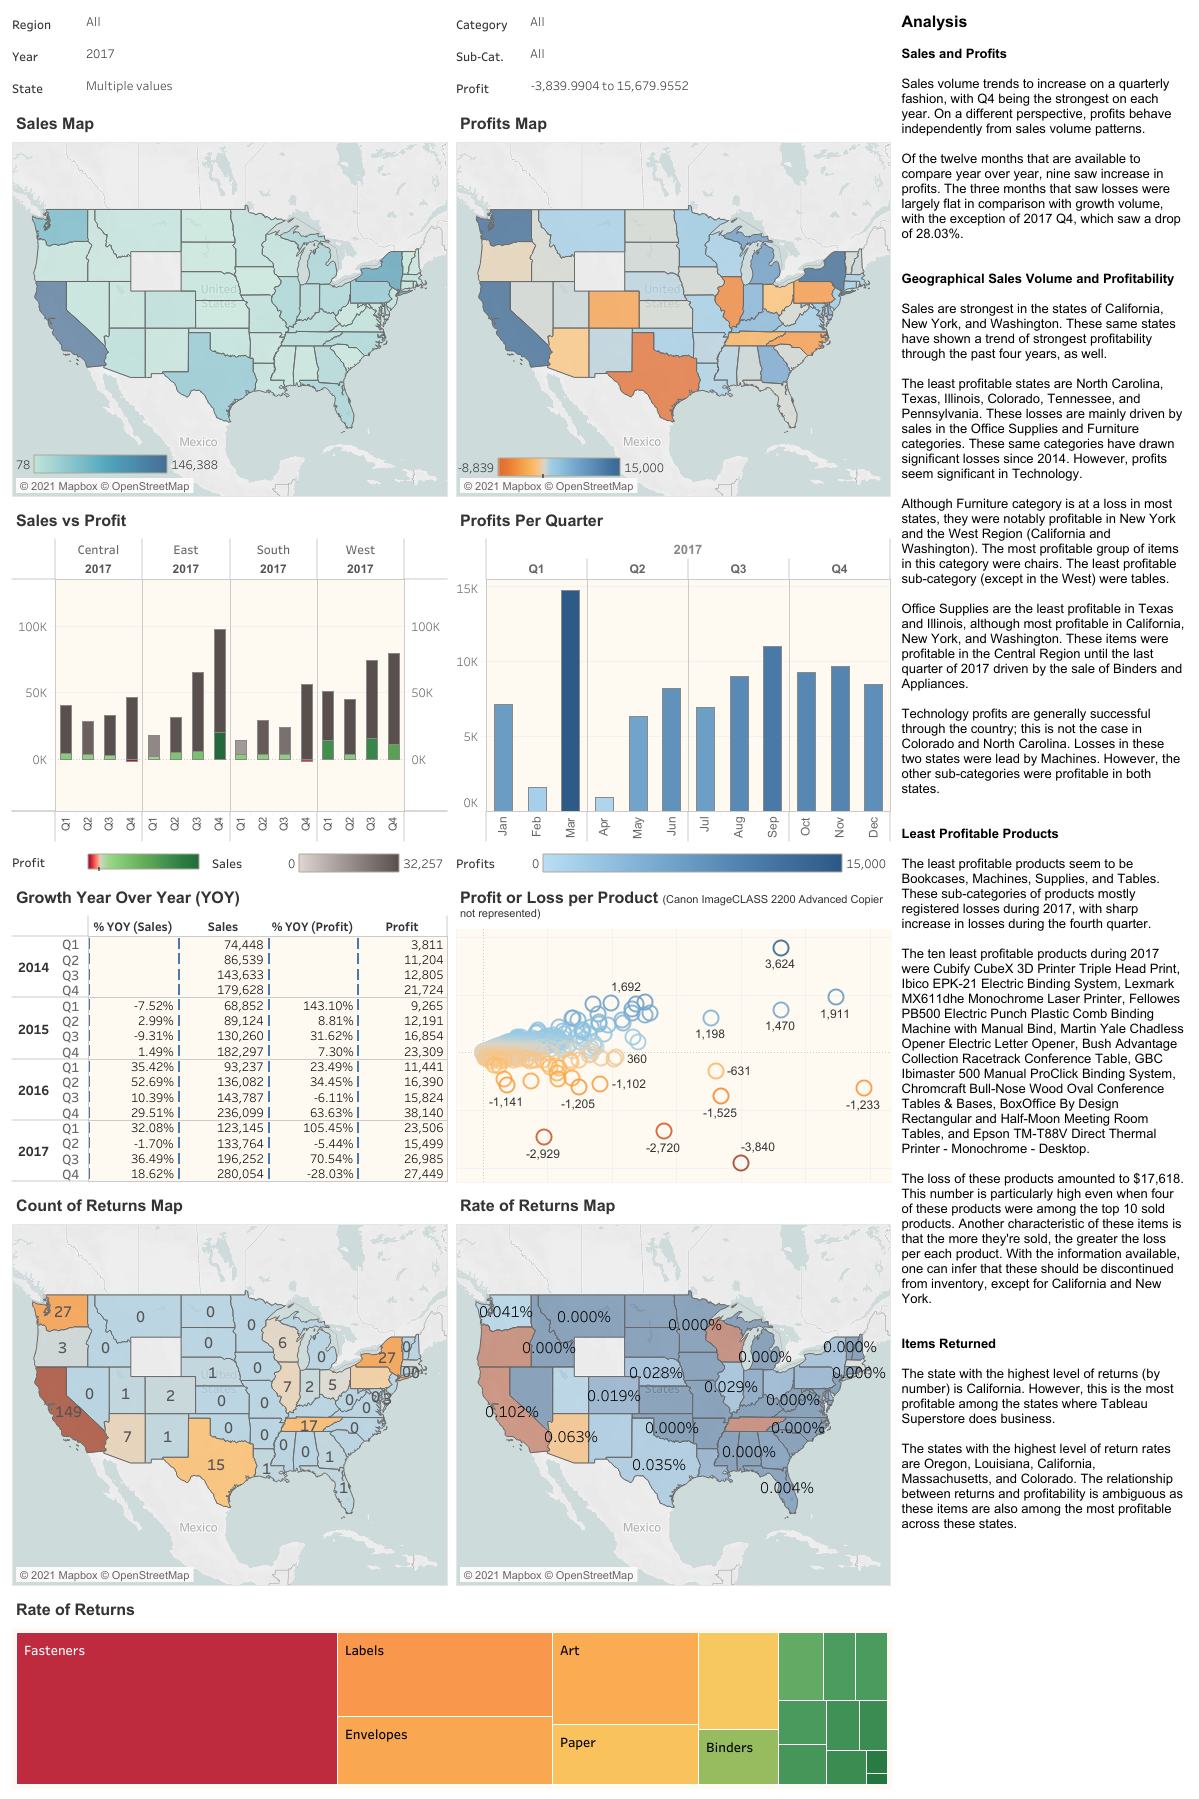 Region All
Year 2017
State Multiple values
Category All
Sub-Cat. All
Profit -3,839.9904 to 15,679.9552
Sales Map
United States
Mexico
78 146,388
© 2021 Mapbox © OpenStreetMap
Profits Map
United States
Mexico
-8,839 15,000
© 2021 Mapbox © OpenStreetMap
Sales vs Profit
Central East South West
2017 2017 2017 2017
100K 100K
50K 50K
0K 0K
Q1 Q2 Q3 Q4 Q1 Q2 Q3 Q4 Q1 Q2 Q3 Q4 Q1 Q2 Q3 Q4
Profit Sales 0 32,257
Profits Per Quarter
2017
Q1 Q2 Q3 Q4
15K
10K
5K
0K
Jan Feb Mar Apr May Jun Jul Aug Sep Oct Nov Dec
Profits 0 15,000
Growth Year Over Year (YOY)
% YOY (Sales) Sales % YOY (Profit) Profit
2014 Q1 74,448 3,811
Q2 86,539 11,204
Q3 143,633 12,805
Q4 179,628 21,724
2015 Q1 -7.52% 68,852 143.10% 9,265
Q2 2.99% 89,124 8.81% 12,191
Q3 -9.31% 130,260 31.62% 16,854
Q4 1.49% 182,297 7.30% 23,309
2016 Q1 35.42% 93,237 23.49% 11,441
Q2 52.69% 136,082 34.45% 16,390
Q3 10.39% 143,787 -6.11% 15,824
Q4 29.51% 236,099 63.63% 38,140
2017 Q1 32.08% 123,145 105.45% 23,506
Q2 -1.70% 133,764 -5.44% 15,499
Q3 36.49% 196,252 70.54% 26,985
Q4 18.62% 280,054 -28.03% 27,449
Profit or Loss per Product (Canon ImageCLASS 2200 Advanced Copier
not represented)
3,624
1,692
1,911
1,470
1,198
360
-631
-1,102
-1,141
-1,205
-1,525
-1,233
-2,929
-2,720
-3,840
Count of Returns Map
27 0 0 0
3 0 0 6 0 27 0
1 0 7 2 5 0 0
149 0 1 2 0 0 0 3
7 1 0 17 0
15 0 0 0 1 0
1 1
Mexico
© 2021 Mapbox © OpenStreetMap
Rate of Returns Map
0.041% 0.000% 0.000%
0.000% 0.000% 0.000%
0.028% 0.029% 0.000%
0.019% 0.000%
0.102% 0.063% 0.000% 0.000%
0.000%
0.035% 0.004%
States
Mexico
© 2021 Mapbox © OpenStreetMap
Rate of Returns
Fasteners
Labels
Envelopes
Art
Paper
Binders
Analysis
Sales and Profits
Sales volume trends to increase on a quarterly
fashion, with Q4 being the strongest on each
year. On a different perspective, profits behave
independently from sales volume patterns.
Of the twelve months that are available to
compare year over year, nine saw increase in
profits. The three months that saw losses were
largely flat in comparison with growth volume,
with the exception of 2017 Q4, which saw a drop
of 28.03%.
Geographical Sales Volume and Profitability
Sales are strongest in the states of California,
New York, and Washington. These same states
have shown a trend of strongest profitability
through the past four years, as well.
The least profitable states are North Carolina,
Texas, Illinois, Colorado, Tennessee, and
Pennsylvania. These losses are mainly driven by
sales in the Office Supplies and Furniture
categories. These same categories have drawn
significant losses since 2014. However, profits
seem significant in Technology.
Although Furniture category is at a loss in most
states, they were notably profitable in New York
and the West Region (California and
Washington). The most profitable group of items
in this category were chairs. The least profitable
sub-category (except in the West) were tables.
Office Supplies are the least profitable in Texas
and Illinois, although most profitable in California,
New York, and Washington. These items were
profitable in the Central Region until the last
quarter of 2017 driven by the sale of Binders and
Appliances.
Technology profits are generally successful
through the country; this is not the case in
Colorado and North Carolina. Losses in these
two states were lead by Machines. However, the
other sub-categories were profitable in both
states.
Least Profitable Products
The least profitable products seem to be
Bookcases, Machines, Supplies, and Tables.
These sub-categories of products mostly
registered losses during 2017, with sharp
increase in losses during the fourth quarter.
The ten least profitable products during 2017
were Cubify CubeX 3D Printer Triple Head Print,
Ibico EPK-21 Electric Binding System, Lexmark
MX611dhe Monochrome Laser Printer, Fellowes
PB500 Electric Punch Plastic Comb Binding
Machine with Manual Bind, Martin Yale Chadless
Opener Electric Letter Opener, Bush Advantage
Collection Racetrack Conference Table, GBC
Ibimaster 500 Manual ProClick Binding System,
Chromcraft Bull-Nose Wood Oval Conference
Tables & Bases, BoxOffice By Design
Rectangular and Half-Moon Meeting Room
Tables, and Epson TM-T88V Direct Thermal
Printer - Monochrome - Desktop.
The loss of these products amounted to $17,618.
This number is particularly high even when four
of these products were among the top 10 sold
products. Another characteristic of these items is
that the more they're sold, the greater the loss
per each product. With the information available,
one can infer that these should be discontinued
from inventory, except for California and New
York.
Items Returned
The state with the highest level of returns (by
number) is California. However, this is the most
profitable among the states where Tableau
Superstore does business.
The states with the highest level of return rates
are Oregon, Louisiana, California,
Massachusetts, and Colorado. The relationship
between returns and profitability is ambiguous as
these items are also among the most profitable
across these states.